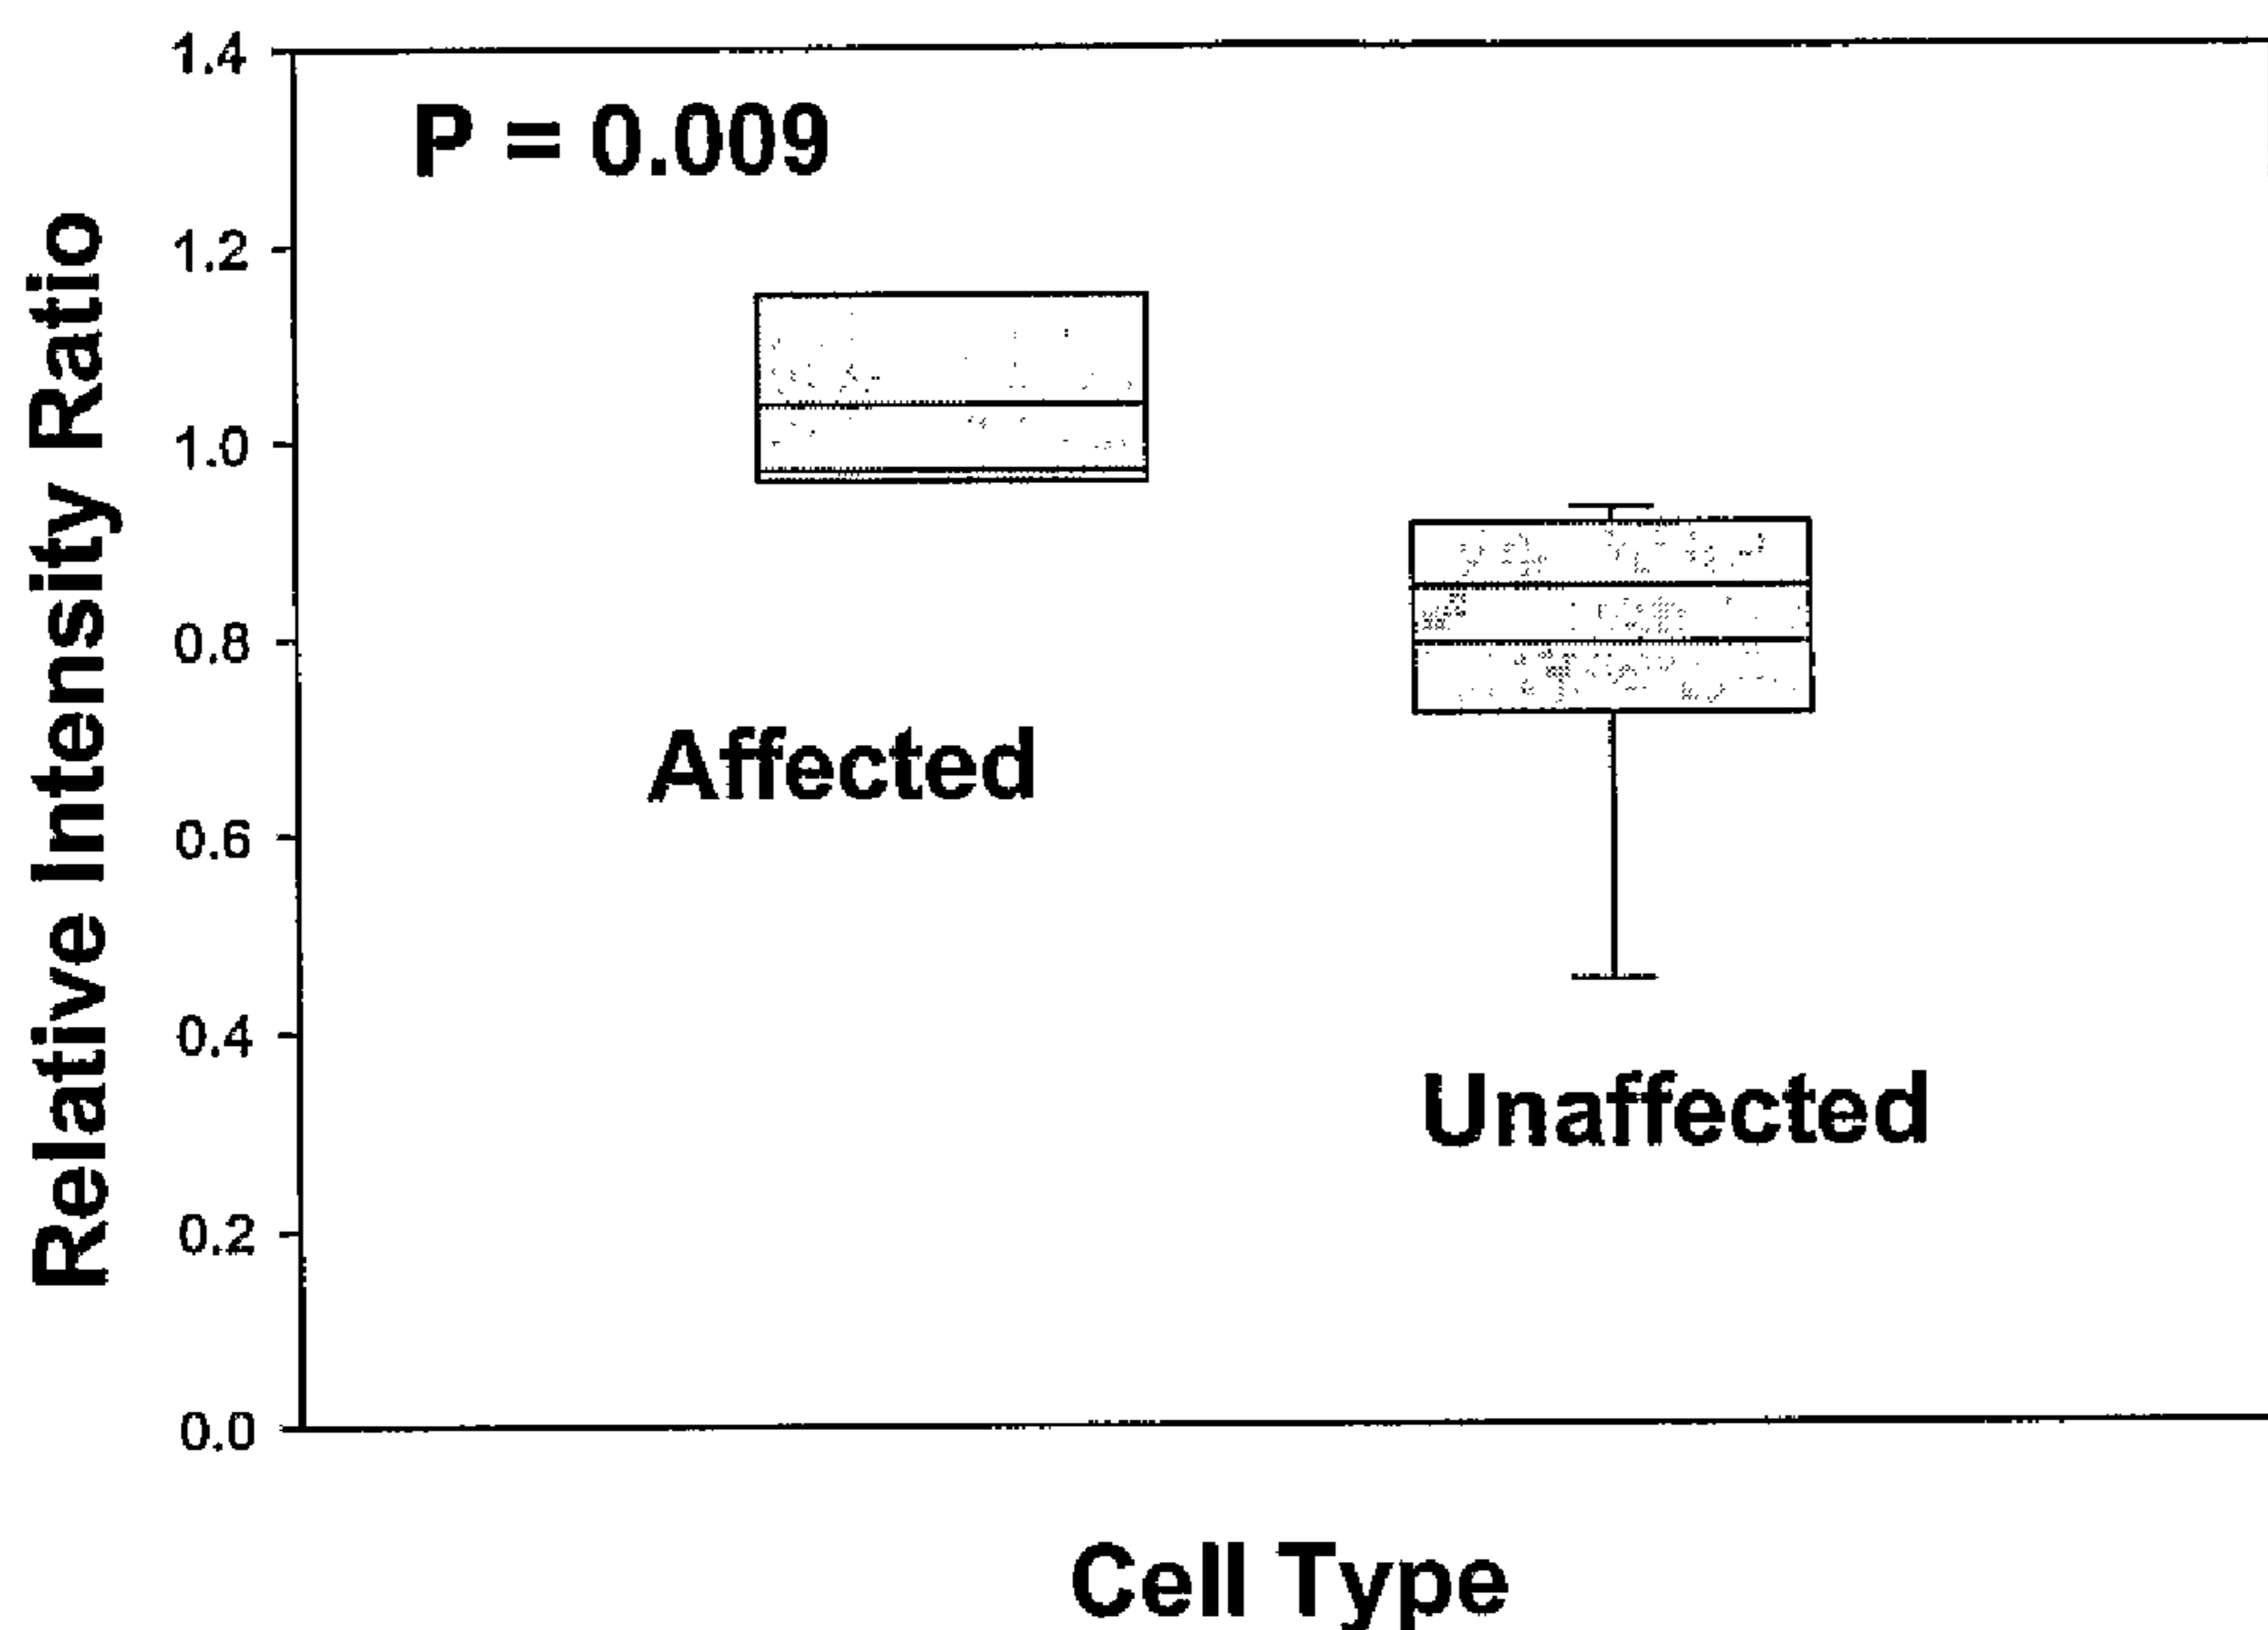 1.4
P = 0.009
1.2
1.0
0.8
0.6
0.4
0.2
0.0
Relative Intensity Ratio
Affected
Unaffected
Cell Type